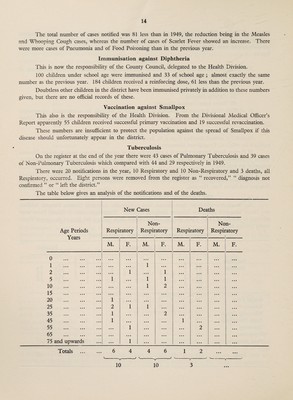 14
The total number of cases notified was 81 less than in 1949, the reduction being in the Measles
and Whooping Cough cases, whereas the number of cases of Scarlet Fever showed an increase. There
were more cases of Pneumonia and of Food Poisoning than in the previous year.
Immunisation against Diphtheria
This is now the responsibility of the County Council, delegated to the Health Division.
100 children under school age were immunised and 33 of school age ; almost exactly the same
number as the previous year. 184 children received a reinforcing dose, 61 less than the previous year.
Doubtless other children in the district have been immunised privately in addition to these numbers
given, but there are no official records of these.
Vaccination against Smallpox
This also is the responsibility of the Health Division. From the Divisional Medical Officer's
Report apparently 55 children received successful primary vaccination and 19 successful revaccination.
These numbers are insufficient to protect the population against the spread of Smallpox if this
disease should unfortunately appear in the district.
Tuberculosis
On the register at the end of the year there were 43 cases of Pulmonary Tuberculosis and 39 cases
of Non-Pulmonary Tuberculosis which compared with 44 and 29 respectively in 1949.
There were 20 notifications in the year, 10 Respiratory and 10 Non-Respiratory and 3 deaths, all
Respiratory, occurred. Eight persons were removed from the register as " recovered," " diagnosis not
confirmed " or " left the district."
The table below gives an analysis of the notifications and of the deaths.
Age Periods Years | New Cases | Deaths
Respiratory | Non-Respiratory | Respiratory | Non-Respiratory
M. | F. | M. | F. | M. | F. | M. | F.
0 ... ... ... | ... | ... | ... | ... | ... | ... | ... | ...
1 ... ... ... | ... | ... | 1 | ... | ... | ... | ... | ...
2 ... ... ... | ... | 1 | ... | 1 | ... | ... | ... | ...
5 ... ... ... | 1 | ... | 1 | 1 | ... | ... | ... | ...
10 ... ... ... | ... | ... | 1 | 2 | ... | ... | ... | ...
15 ... ... ... | ... | ... | ... | ... | ... | ... | ... | ...
20 ... ... ... | 1 | ... | ... | ... | ... | ... | ... | ...
25 ... ... ... | 2 | 1 | 1 | ... | ... | ... | ... | ...
35 ... ... ... | 1 | ... | ... | 2 | ... | ... | ... | ...
45 ... ... ... | 1 | ... | ... | ... | 1 | ... | ... | ...
55 ... ... ... | ... | 1 | ... | ... | ... | 2 | ... | ...
65 ... ... ... | ... | ... | ... | ... | ... | ... | ... | ...
75 and upwards ... | ... | 1 | ... | ... | ... | ... | ... | ...
Totals ... ... | 6 | 4 | 4 | 6 | 1 | 2 | ... | ...
10 | 10 | 3 | ...